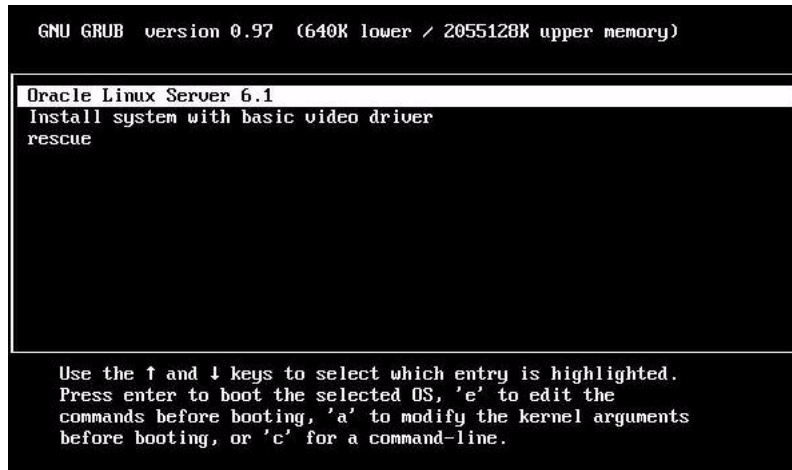 GNU GRUB version 0.97 (640K lower / 2055128K upper memory)
Oracle Linux Server 6.1
Install system with basic video driver
rescue
Use the ↑ and ↓ keys to select which entry is highlighted.
Press enter to boot the selected OS, 'e' to edit the
commands before booting, 'a' to modify the kernel arguments
before booting, or 'c' for a command-line.